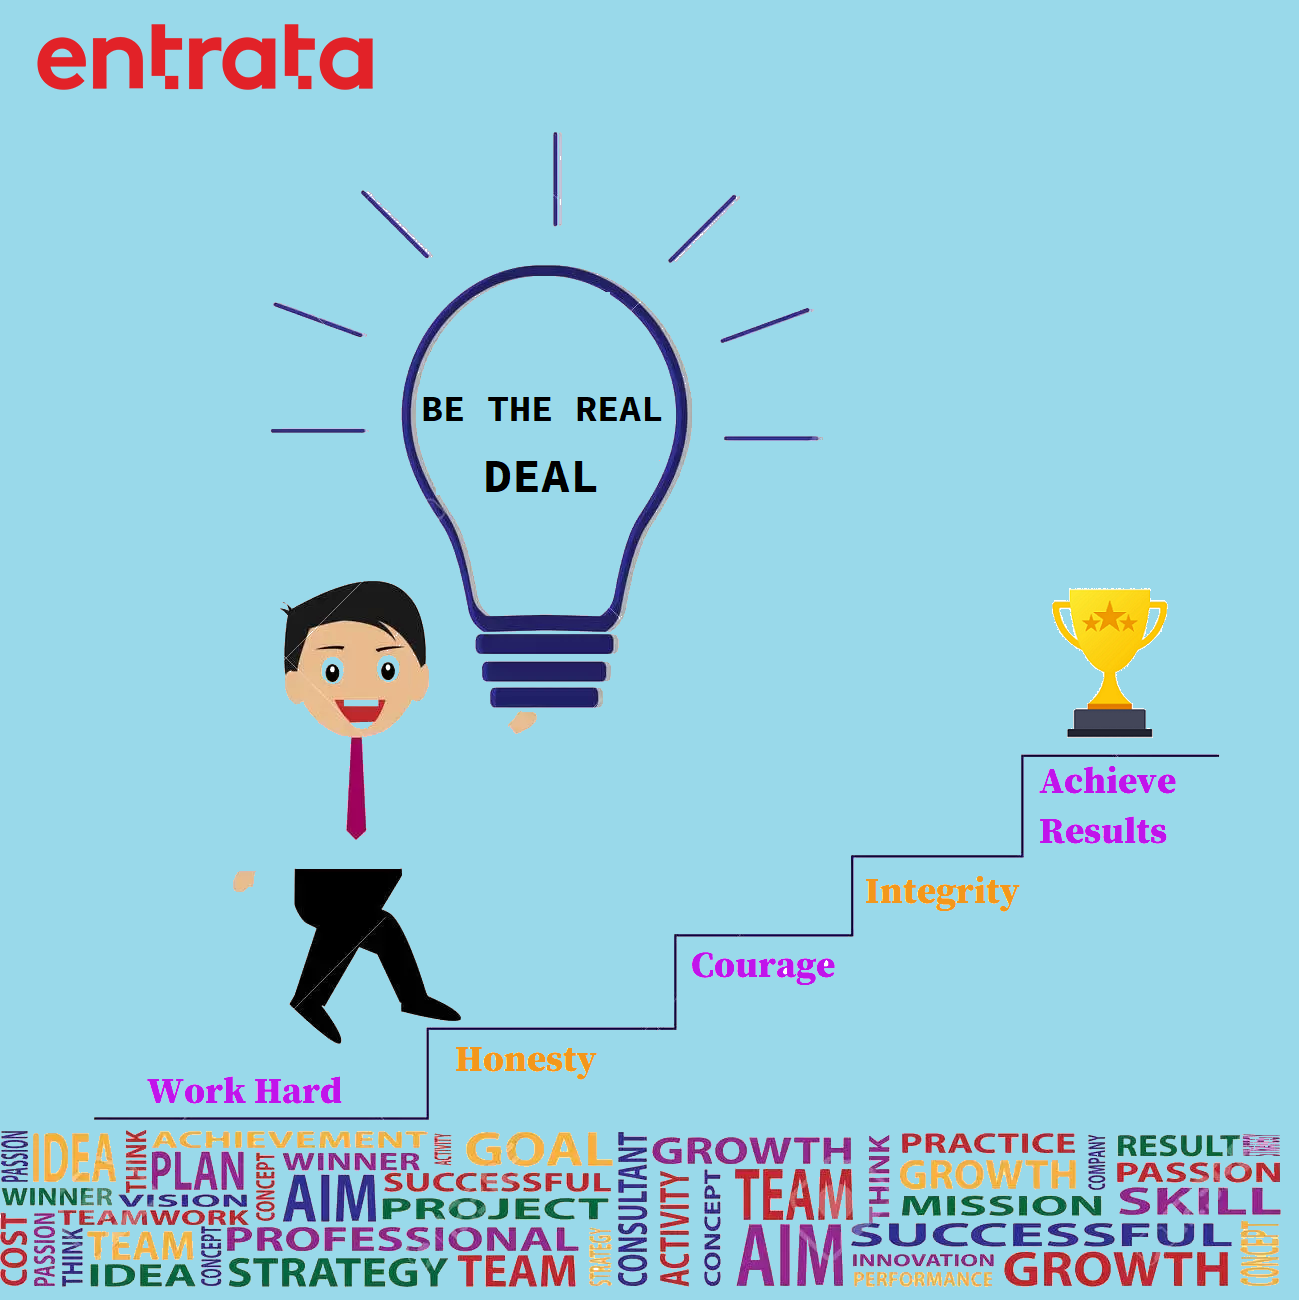 entrata
BE THE REAL
DEAL
Achieve
Results
Integrity
Courage
Honesty
Work Hard
PASSION
IDEA
THINK
ACHIEVEMENT
ACTIVITY
GOAL
CONSULTANT
GROWTH
THINK
PRACTICE
COMPANY
RESULT
PLAN
CONCEPT
WINNER
AIM
SUCCESSFUL
TEAM
GROWTH
PASSION
WINNER
VISION
PROJECT
ACTIVITY
CONCEPT
MISSION
SKILL
COST
PASSION
TEAMWORK
THINK
TEAM
CONCEPT
PROFESSIONAL
STRATEGY
AIM
SUCCESSFUL
CONCEPT
IDEA
STRATEGY
TEAM
INNOVATION
PERFORMANCE
GROWTH